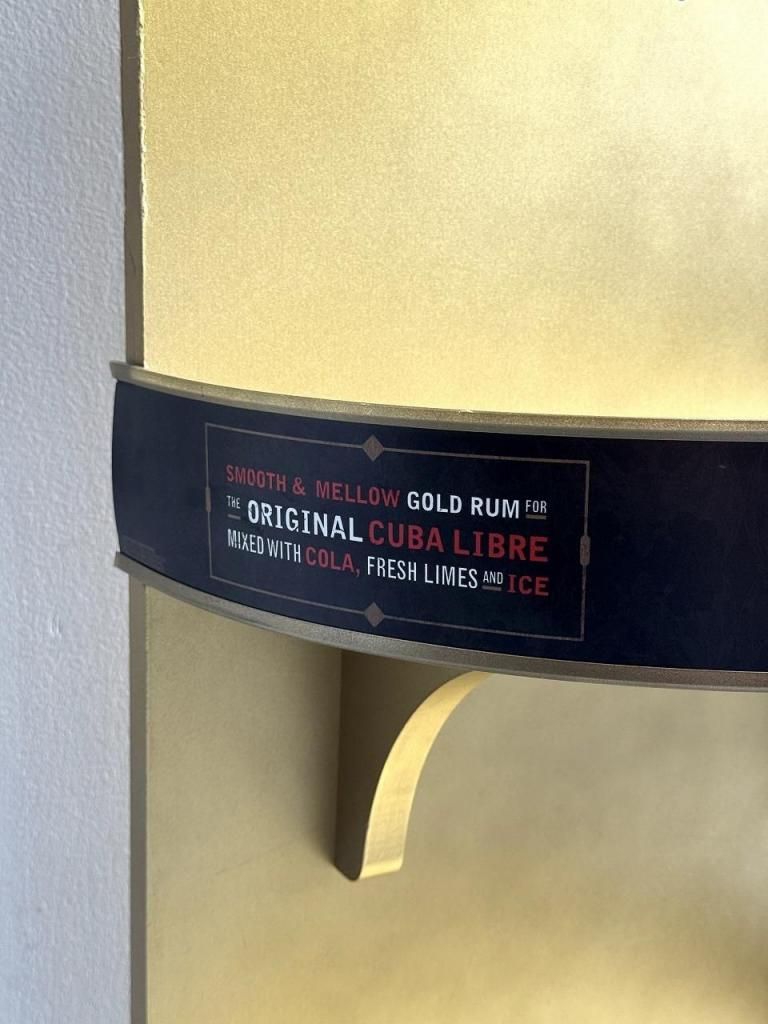 SMOOTH & MELLOW GOLD RUM FOR
THE ORIGINAL CUBA LIBRE
MIXED WITH COLA, FRESH LIMES AND ICE